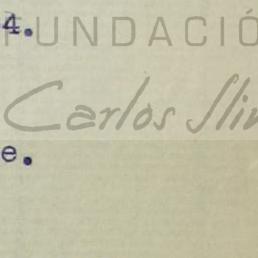 4.
FUNDACIÓ
Carlos Sli
e.